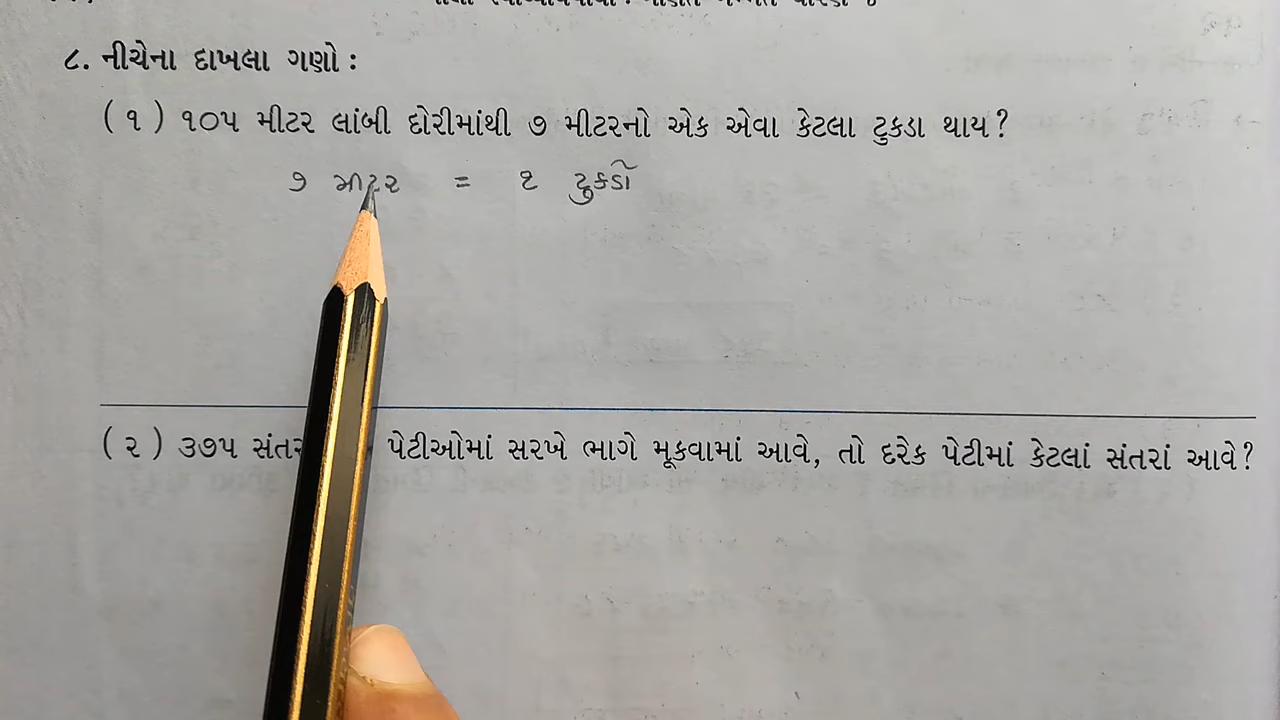 ૮. નીચેના દાખલા ગણો :
( ૧ ) ૧૦૫ મીટર લાંબી દોરીમાંથી ૭ મીટરનો એક એવા કેટલા ટુકડા થાય ?
૭ મીટર = ૧ ટુકડો
( ૨ ) ૩૭૫ પેટીઓમાં સરખે ભાગે મૂકવામાં આવે, તો દરેક પેટીમાં કેટલાં સંતરાં આવે ?